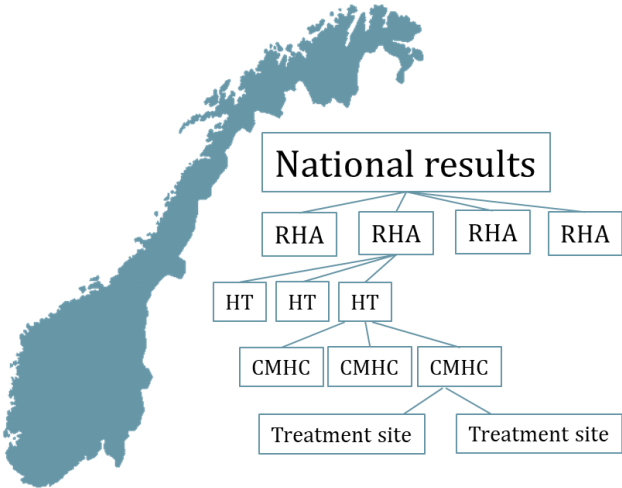 National results
RHA RHA RHA RHA
HT HT HT
CMHC CMHC CMHC
Treatment site Treatment site